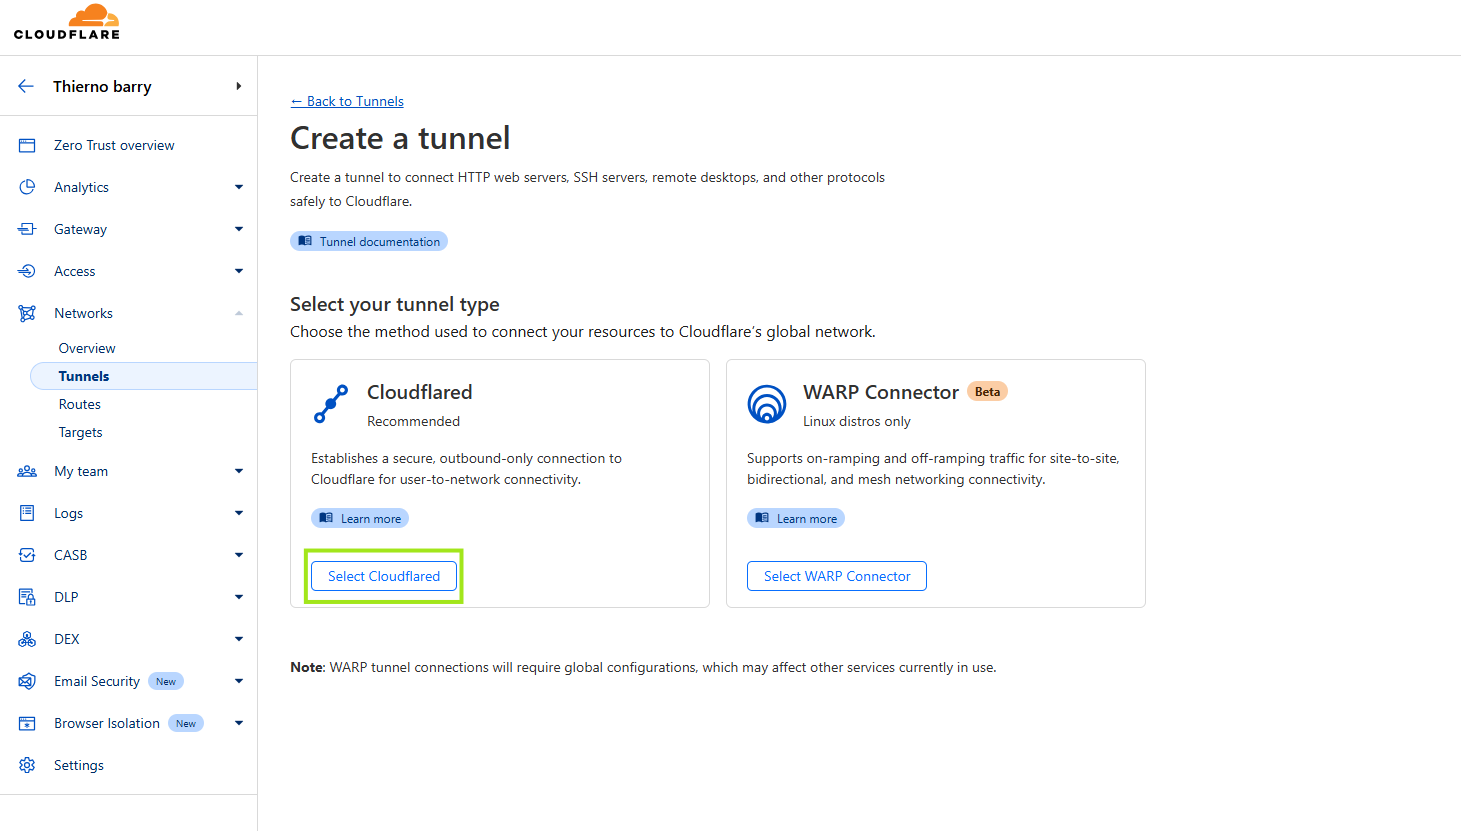 CLOUDFLARE
Thierno barry
Zero Trust overview
Analytics
Gateway
Access
Networks
Overview
Tunnels
Routes
Targets
My team
Logs
CASB
DLP
DEX
Email Security New
Browser Isolation New
Settings
← Back to Tunnels
Create a tunnel
Create a tunnel to connect HTTP web servers, SSH servers, remote desktops, and other protocols
safely to Cloudflare.
Tunnel documentation
Select your tunnel type
Choose the method used to connect your resources to Cloudflare’s global network.
Cloudflared
Recommended
Establishes a secure, outbound-only connection to
Cloudflare for user-to-network connectivity.
Learn more
Select Cloudflared
WARP Connector Beta
Linux distros only
Supports on-ramping and off-ramping traffic for site-to-site,
bidirectional, and mesh networking connectivity.
Learn more
Select WARP Connector
Note: WARP tunnel connections will require global configurations, which may affect other services currently in use.